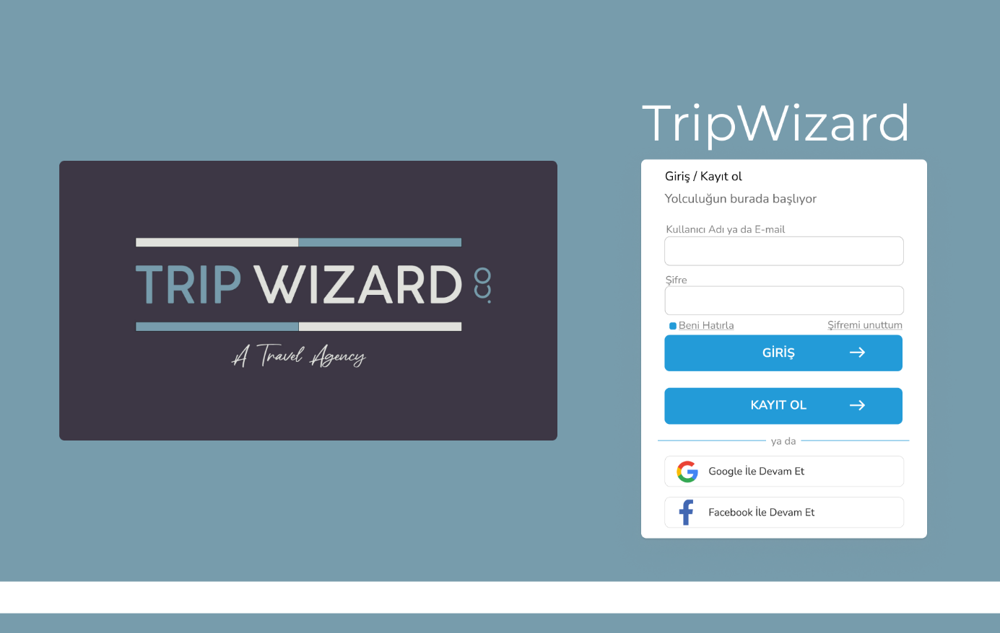 TRIP WIZARD .CO
A Travel Agency
TripWizard
Giriş / Kayıt ol
Yolculuğun burada başlıyor
Kullanıcı Adı ya da E-mail
Şifre
Beni Hatırla Şifremi unuttum
GİRİŞ
KAYIT OL
ya da
Google İle Devam Et
Facebook İle Devam Et